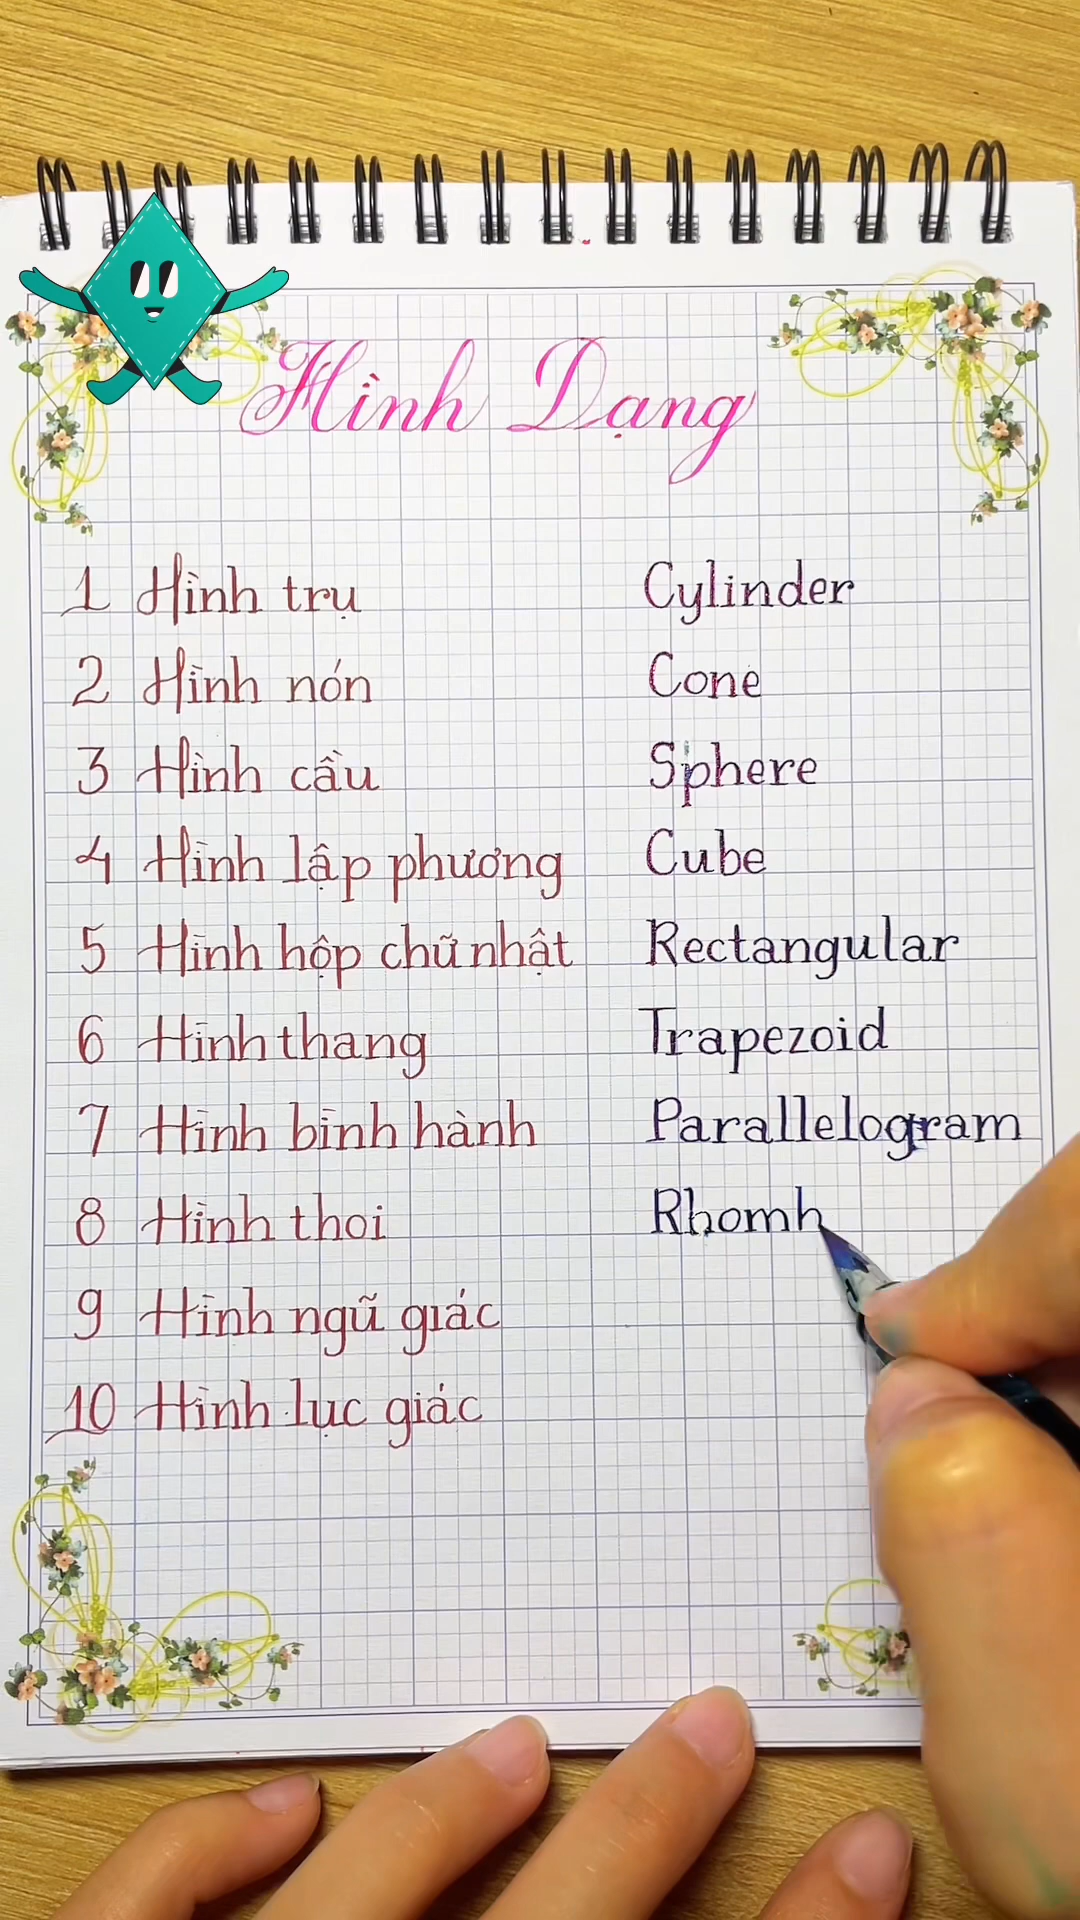 Hình Dạng
1 Hình trụ Cylinder
2 Hình nón Cone
3 Hình cầu Sphere
4 Hình lập phương Cube
5 Hình hộp chữ nhật Rectangular
6 Hình thang Trapezoid
7 Hình bình hành Parallelogram
8 Hình thoi Rhomh
9 Hình ngũ giác
10 Hình lục giác